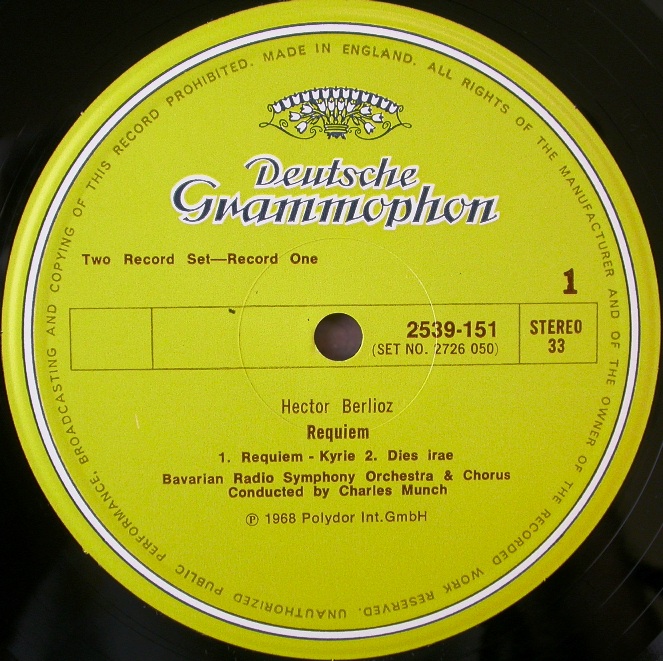 Deutsche
Grammophon
Two Record Set—Record One
1
2539-151
(SET NO. 2726 050)
STEREO
33
Hector Berlioz
Requiem
1. Requiem - Kyrie 2. Dies irae
Bavarian Radio Symphony Orchestra & Chorus
Conducted by Charles Munch
℗ 1968 Polydor Int.GmbH
MADE IN ENGLAND. ALL RIGHTS OF THE MANUFACTURER AND OF THE OWNER OF THE RECORDED WORK RESERVED. UNAUTHORIZED PUBLIC PERFORMANCE, BROADCASTING AND COPYING OF THIS RECORD PROHIBITED.